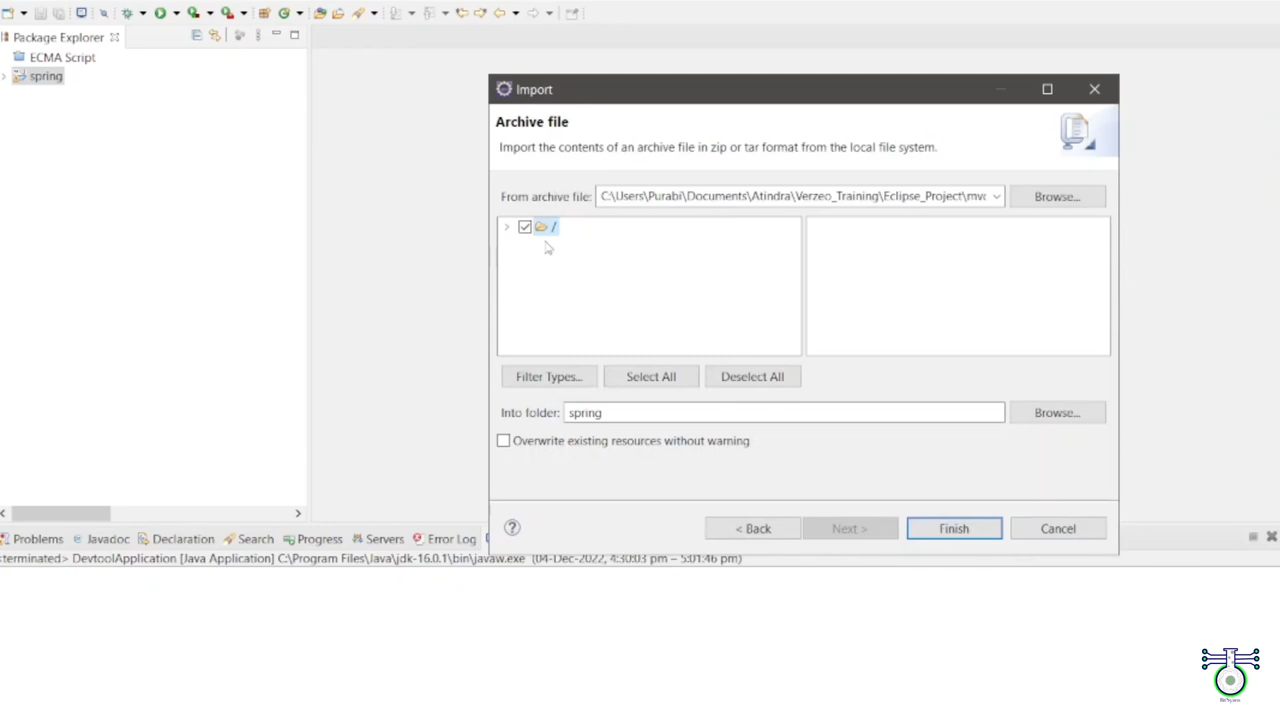 Package Explorer
ECMA Script
spring
Import
Archive file
Import the contents of an archive file in zip or tar format from the local file system.
From archive file: C:\Users\Purabi\Documents\Atindra\Verzeo_Training\Eclipse_Project\mvc Browse...
/
Filter Types... Select All Deselect All
Into folder: spring Browse...
Overwrite existing resources without warning
< Back Next > Finish Cancel
Problems Javadoc Declaration Search Progress Servers Error Log
<terminated> DevtoolApplication [Java Application] C:\Program Files\Java\jdk-16.0.1\bin\javaw.exe (04-Dec-2022, 4:30:03 pm – 5:01:46 pm)